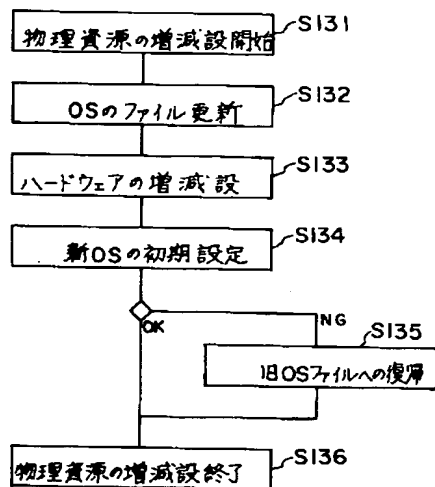 S131
物理資源の増減設開始
S132
OSのファイル更新
S133
ハードウェアの増減設
S134
新OSの初期設定
OK
NG
S135
旧OSファイルへの復帰
S136
物理資源の増減設終了